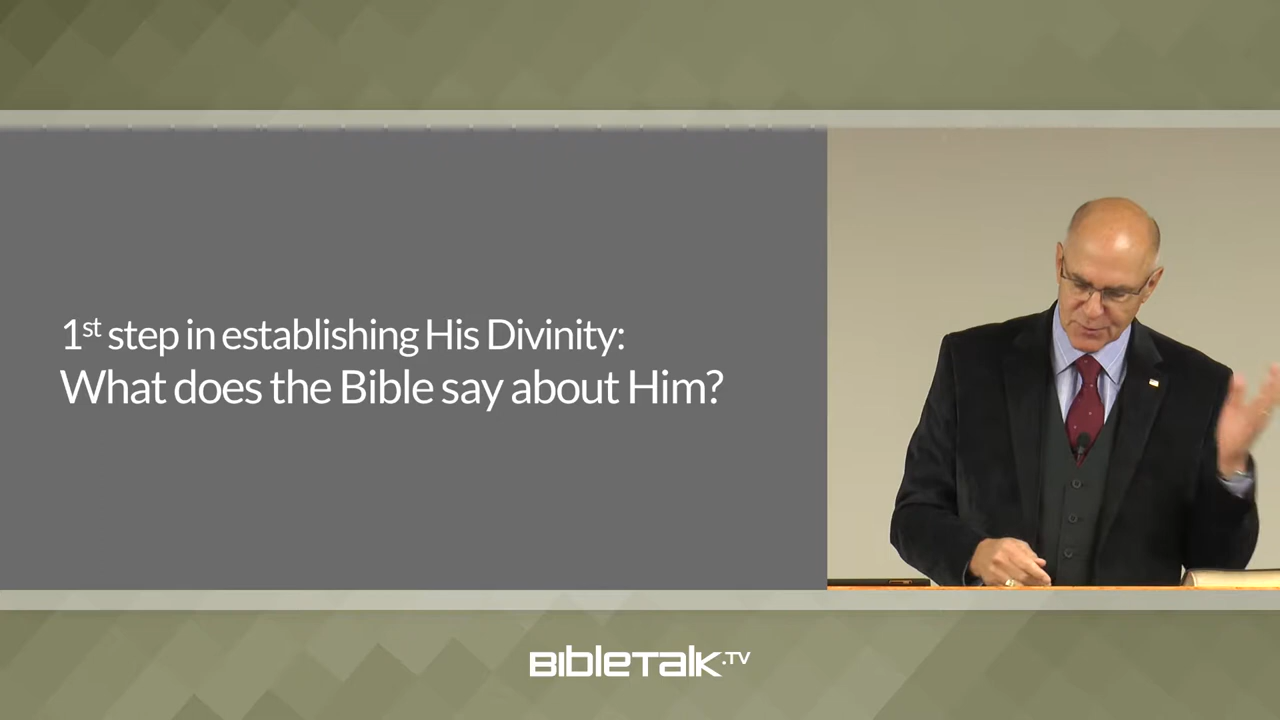 1st step in establishing His Divinity:
What does the Bible say about Him?
BIBLETALK.TV